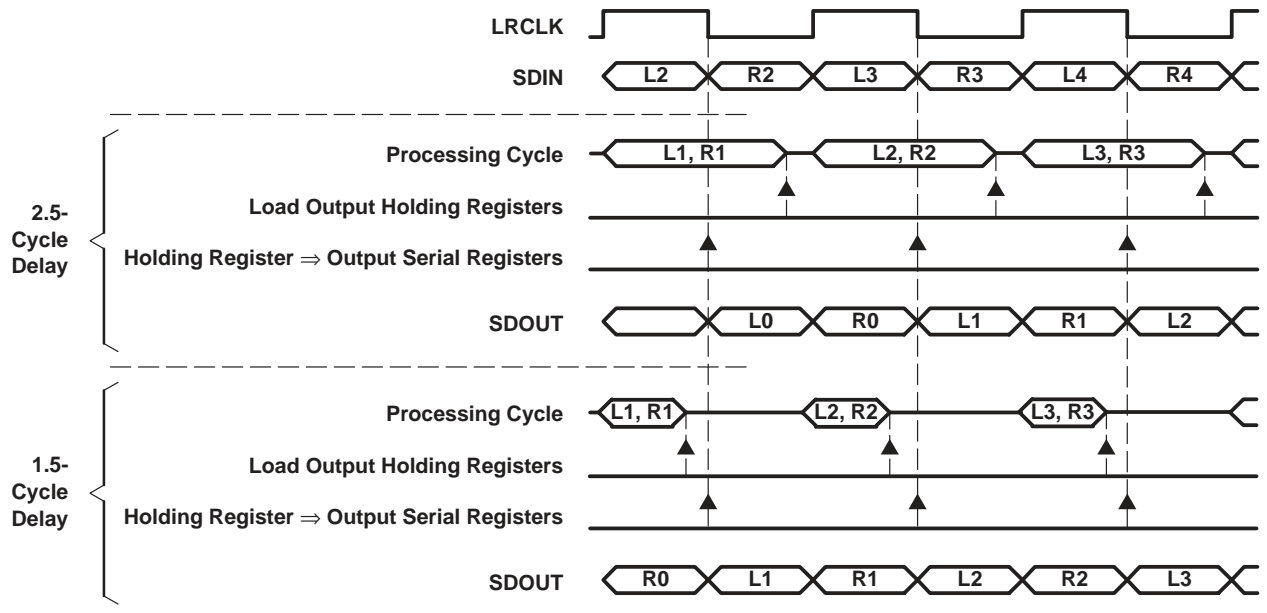 LRCLK
SDIN L2 R2 L3 R3 L4 R4
2.5-
Cycle
Delay
Processing Cycle L1, R1 L2, R2 L3, R3
Load Output Holding Registers
Holding Register ⇒ Output Serial Registers
SDOUT L0 R0 L1 R1 L2
1.5-
Cycle
Delay
Processing Cycle L1, R1 L2, R2 L3, R3
Load Output Holding Registers
Holding Register ⇒ Output Serial Registers
SDOUT R0 L1 R1 L2 R2 L3